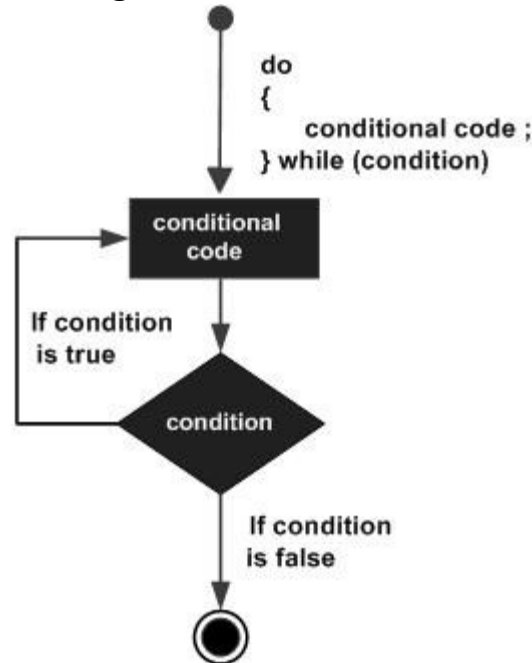 do
{
conditional code ;
} while (condition)
conditional
code
If condition
is true
condition
If condition
is false